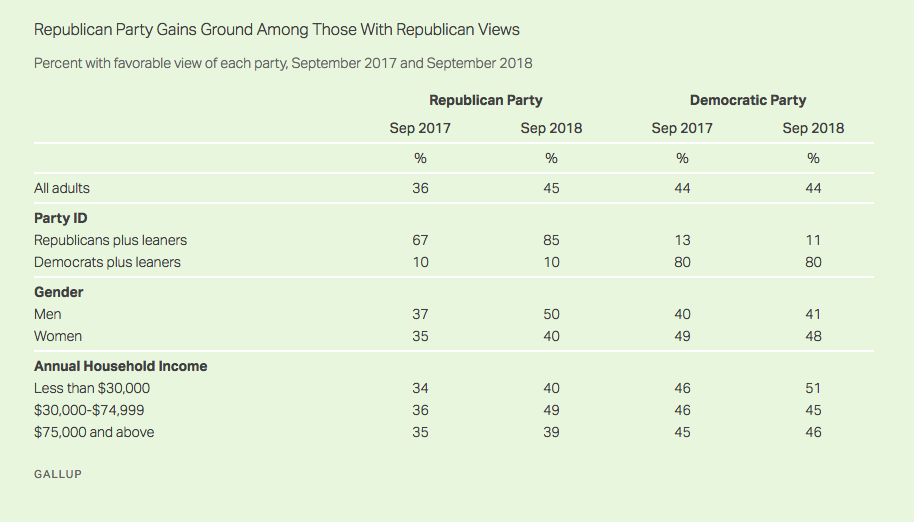 Republican Party Gains Ground Among Those With Republican Views
Percent with favorable view of each party, September 2017 and September 2018
Republican Party Democratic Party
Sep 2017 Sep 2018 Sep 2017 Sep 2018
% % % %
All adults 36 45 44 44
Party ID
Republicans plus leaners 67 85 13 11
Democrats plus leaners 10 10 80 80
Gender
Men 37 50 40 41
Women 35 40 49 48
Annual Household Income
Less than $30,000 34 40 46 51
$30,000-$74,999 36 49 46 45
$75,000 and above 35 39 45 46
GALLUP